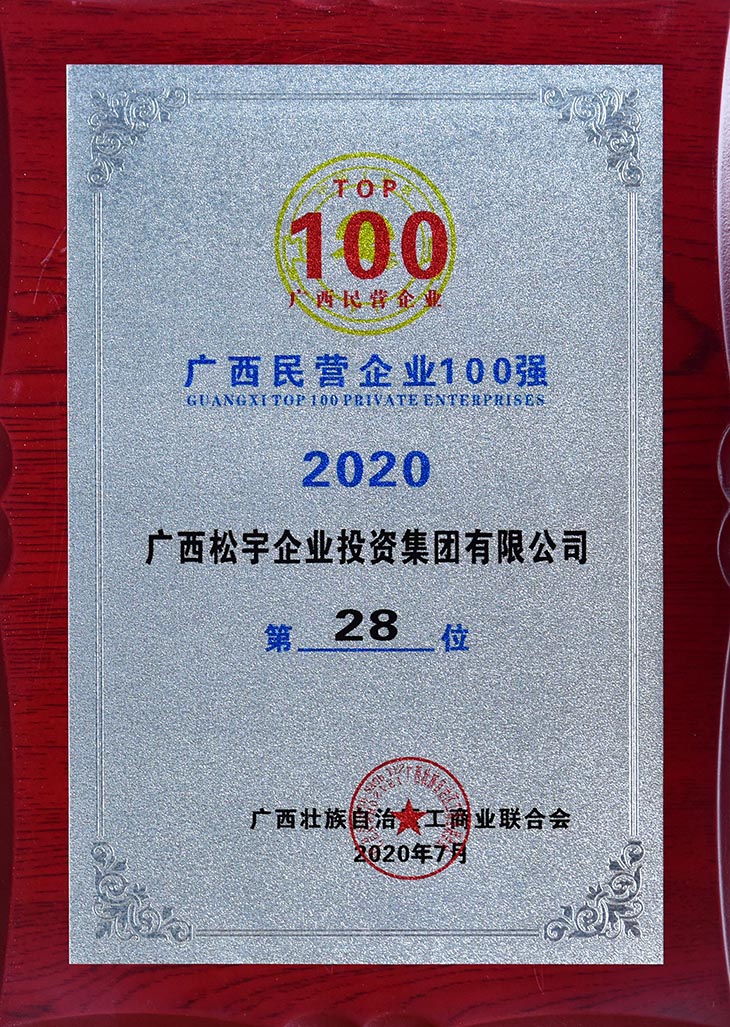 TOP
100
广西民营企业
广西民营企业100强
GUANGXI TOP 100 PRIVATE ENTERPRISES
2020
广西松宇企业投资集团有限公司
第 28 位
广西壮族自治 工商业联合会
2020年7月